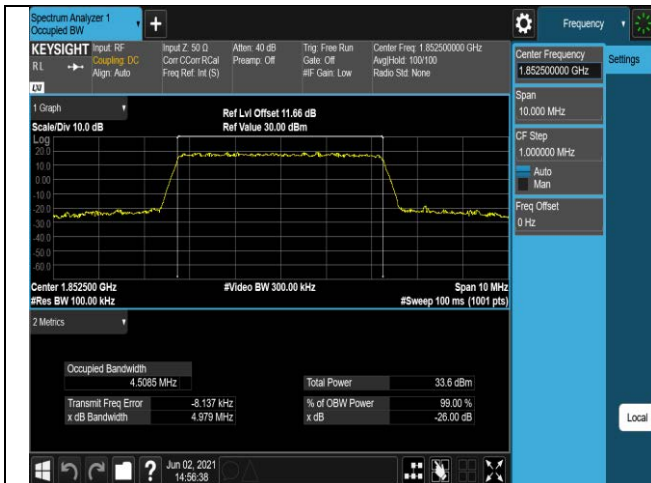 Spectrum Analyzer 1
Occupied BW
+
Frequency
KEYSIGHT
RL
LXI
Input: RF
Coupling: DC
Align: Auto
Input Z: 50 Ω
Corr CCorr RCal
Freq Ref: Int (S)
Atten: 40 dB
Preamp: Off
Trig: Free Run
Gate: Off
#IF Gain: Low
Center Freq: 1.852500000 GHz
Avg|Hold: 100/100
Radio Std: None
Center Frequency
1.852500000 GHz
Settings
Span
10.000 MHz
CF Step
1.000000 MHz
Auto
Man
Freq Offset
0 Hz
Local
1 Graph
Scale/Div 10.0 dB
Ref Lvl Offset 11.66 dB
Ref Value 30.00 dBm
Log
20.0
10.0
0.00
-10.0
-20.0
-30.0
-40.0
-50.0
-60.0
Center 1.852500 GHz
#Res BW 100.00 kHz
#Video BW 300.00 kHz
Span 10 MHz
#Sweep 100 ms (1001 pts)
2 Metrics
Occupied Bandwidth
4.5085 MHz
Total Power 33.6 dBm
Transmit Freq Error -8.137 kHz
% of OBW Power 99.00 %
x dB Bandwidth 4.979 MHz
x dB -26.00 dB
?
Jun 02, 2021
14:56:38